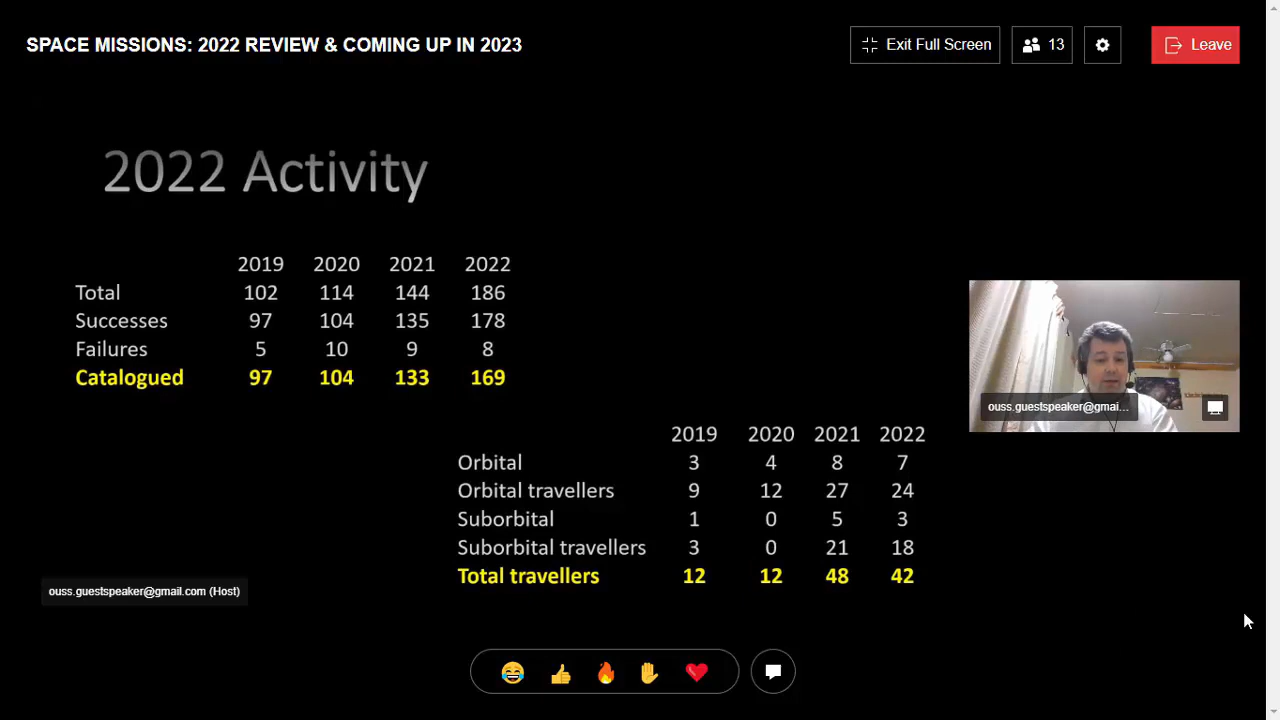 SPACE MISSIONS: 2022 REVIEW & COMING UP IN 2023
Exit Full Screen
13
Leave
2022 Activity
2019 2020 2021 2022
Total 102 114 144 186
Successes 97 104 135 178
Failures 5 10 9 8
Catalogued 97 104 133 169
ouss.guestspeaker@gmai...
2019 2020 2021 2022
Orbital 3 4 8 7
Orbital travellers 9 12 27 24
Suborbital 1 0 5 3
Suborbital travellers 3 0 21 18
Total travellers 12 12 48 42
ouss.guestspeaker@gmail.com (Host)